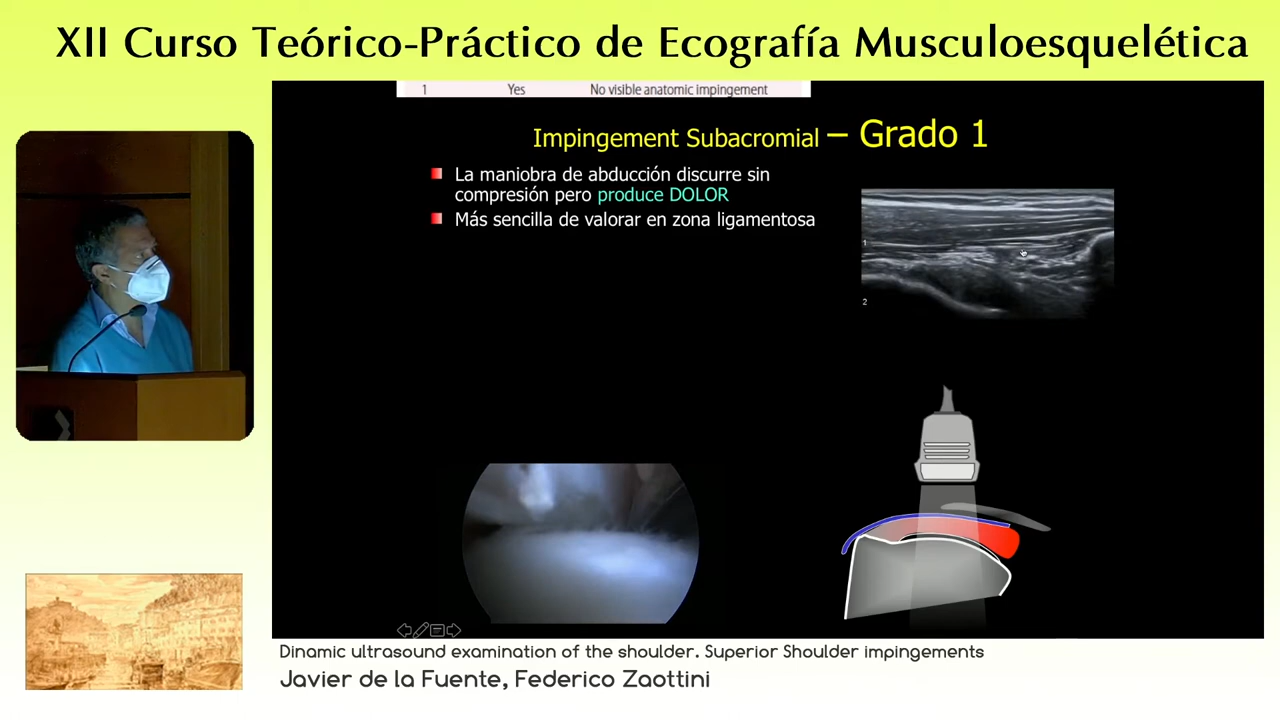 XII Curso Teórico-Práctico de Ecografía Musculoesquelética
1 Yes No visible anatomic impingement
Impingement Subacromial – Grado 1
La maniobra de abducción discurre sin
compresión pero produce DOLOR
Más sencilla de valorar en zona ligamentosa
1
2
Dinamic ultrasound examination of the shoulder. Superior Shoulder impingements
Javier de la Fuente, Federico Zaottini